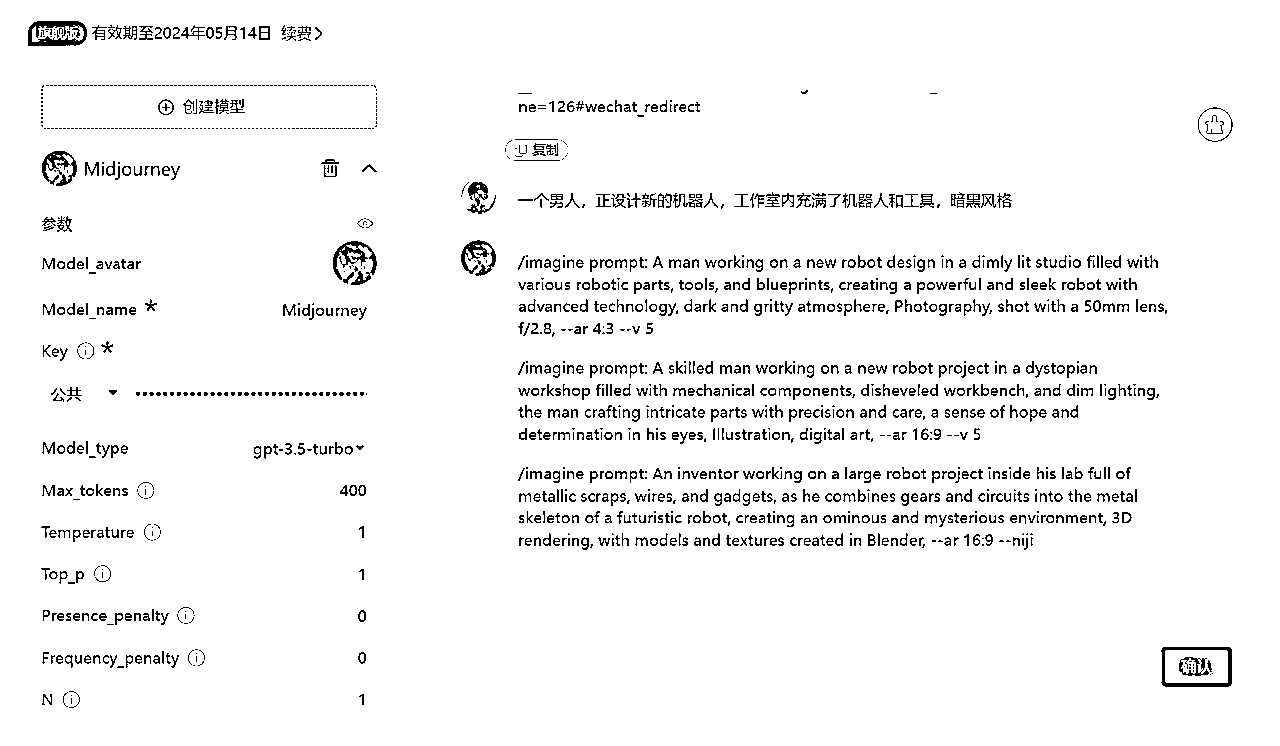 旗舰版 有效期至2024年05月14日 续费>
创建模型
Midjourney
参数
Model_avatar
Model_name * Midjourney
Key *
公共
Model_type gpt-3.5-turbo
Max_tokens 400
Temperature 1
Top_p 1
Presence_penalty 0
Frequency_penalty 0
N 1
ne=126#wechat_redirect
复制
一个男人，正设计新的机器人，工作室内充满了机器人和工具，暗黑风格
/imagine prompt: A man working on a new robot design in a dimly lit studio filled with
various robotic parts, tools, and blueprints, creating a powerful and sleek robot with
advanced technology, dark and gritty atmosphere, Photography, shot with a 50mm lens,
f/2.8, --ar 4:3 --v 5
/imagine prompt: A skilled man working on a new robot project in a dystopian
workshop filled with mechanical components, disheveled workbench, and dim lighting,
the man crafting intricate parts with precision and care, a sense of hope and
determination in his eyes, Illustration, digital art, --ar 16:9 --v 5
/imagine prompt: An inventor working on a large robot project inside his lab full of
metallic scraps, wires, and gadgets, as he combines gears and circuits into the metal
skeleton of a futuristic robot, creating an ominous and mysterious environment, 3D
rendering, with models and textures created in Blender, --ar 16:9 --niji
确认